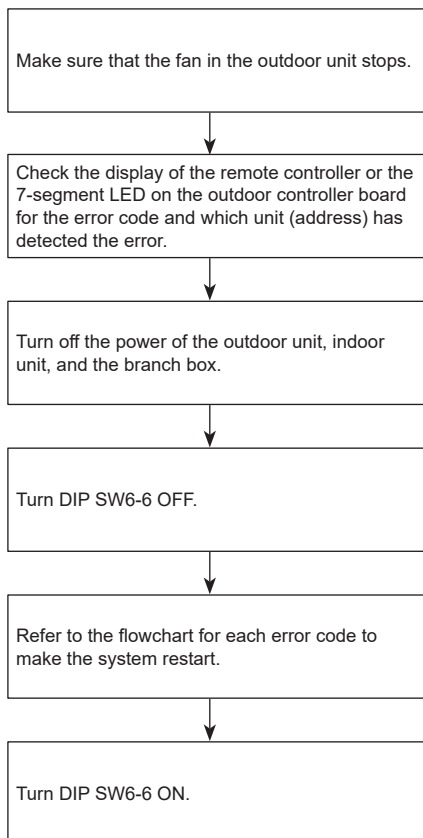 Make sure that the fan in the outdoor unit stops.
Check the display of the remote controller or the
7-segment LED on the outdoor controller board
for the error code and which unit (address) has
detected the error.
Turn off the power of the outdoor unit, indoor
unit, and the branch box.
Turn DIP SW6-6 OFF.
Refer to the flowchart for each error code to
make the system restart.
Turn DIP SW6-6 ON.